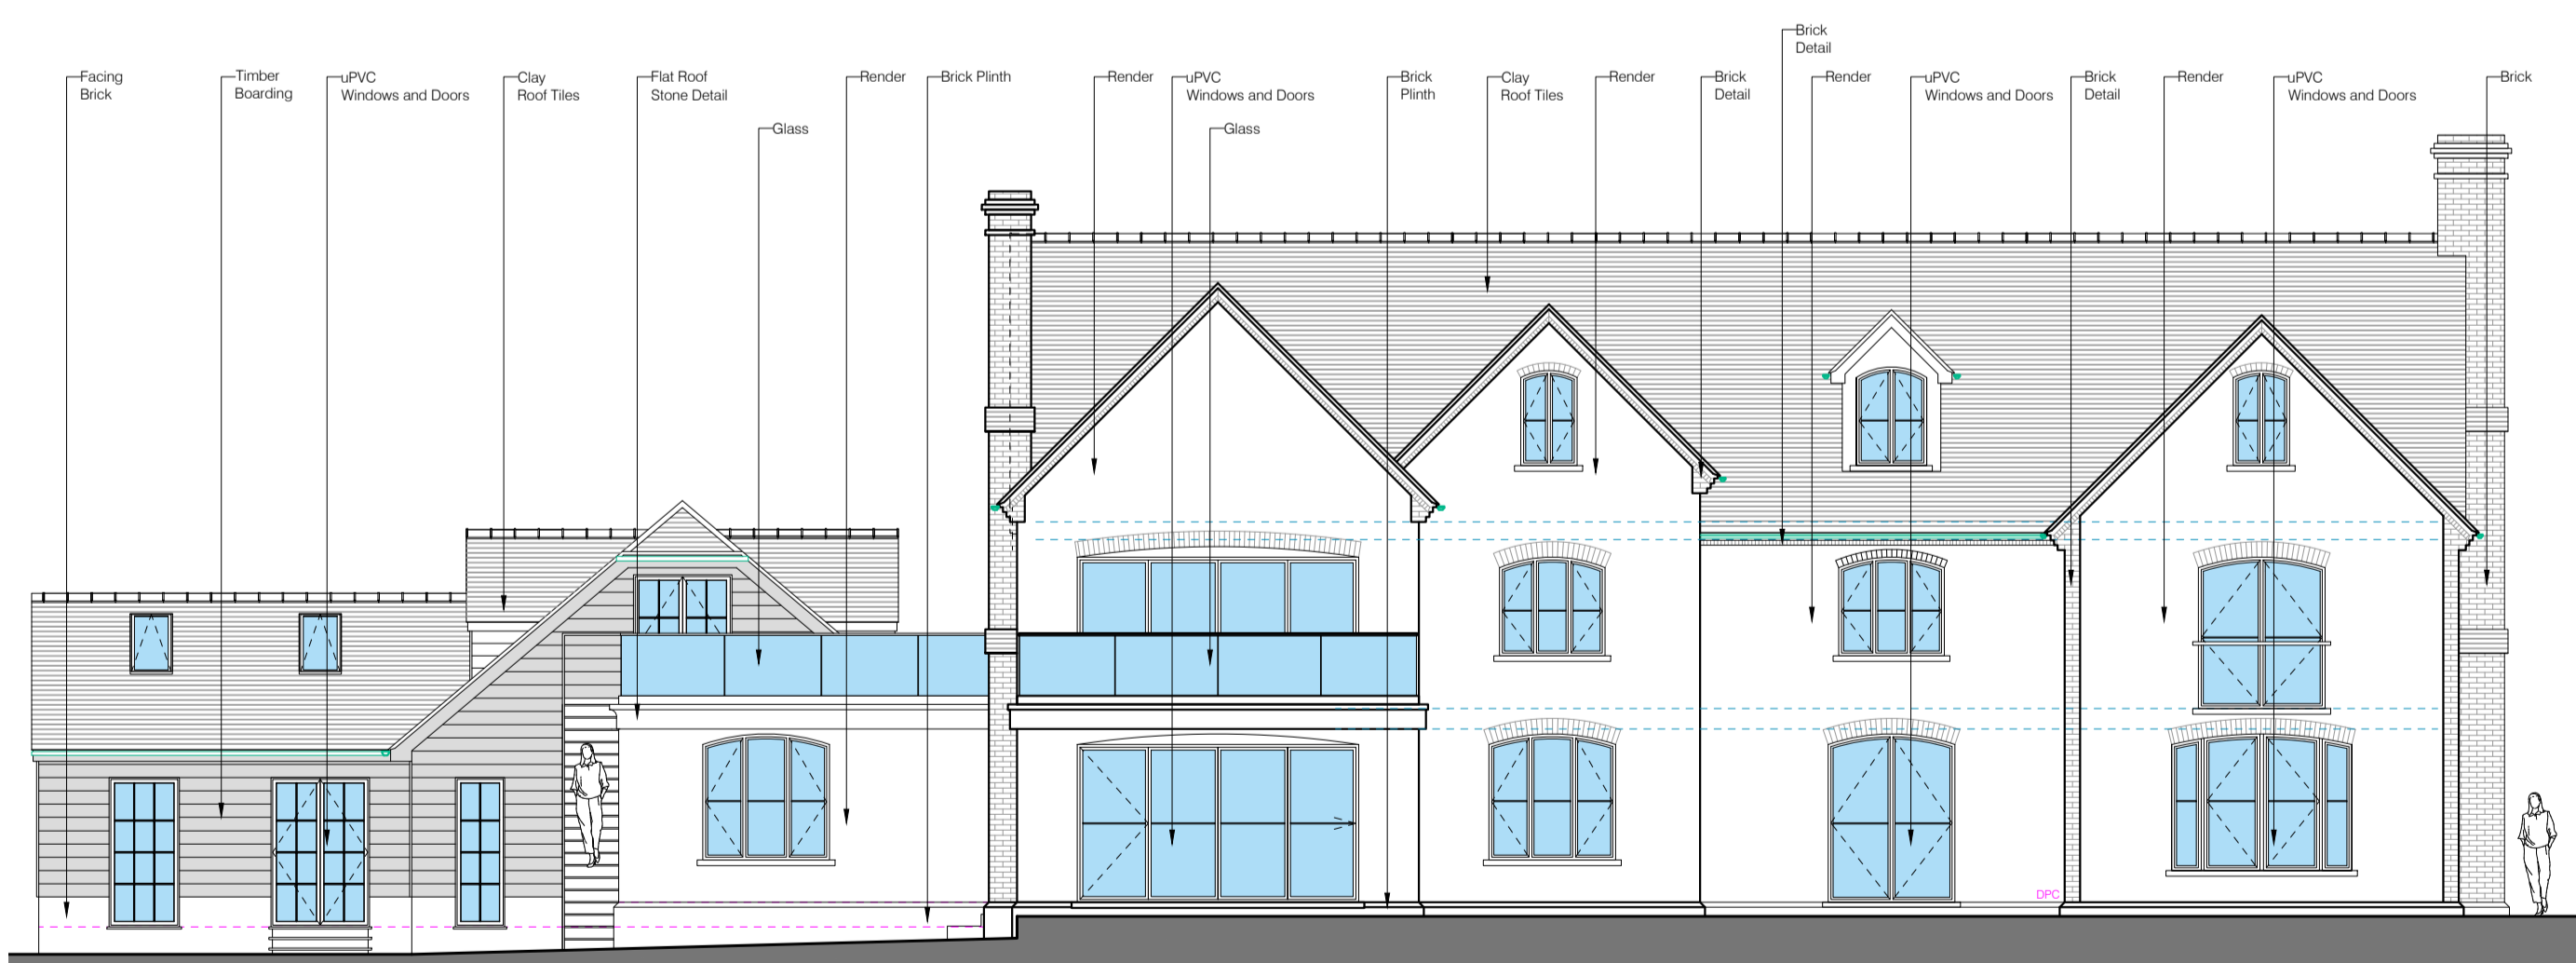 Brick
Detail
Facing
Brick
Timber
Boarding
uPVC
Windows and Doors
Clay
Roof Tiles
Flat Roof
Stone Detail
Render
Brick Plinth
Render
uPVC
Windows and Doors
Brick
Plinth
Clay
Roof Tiles
Render
Brick
Detail
Render
uPVC
Windows and Doors
Brick
Detail
Render
uPVC
Windows and Doors
Brick
Glass
Glass
DPC